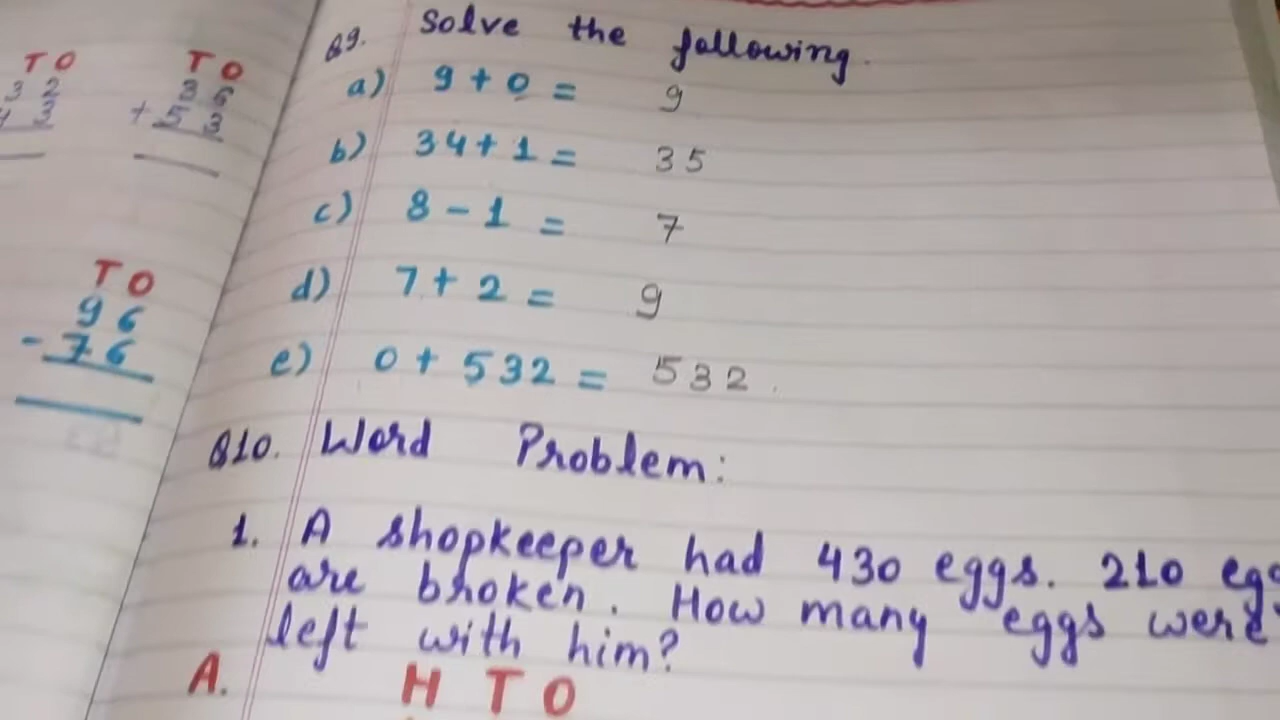 T O
3 2
4 3
T O
3 6
+ 5 3
T O
9 6
- 7 6
Q9. Solve the following.
a) 9 + 0 = 9
b) 34 + 1 = 35
c) 8 - 1 = 7
d) 7 + 2 = 9
e) 0 + 532 = 532.
Q10. Word Problem:
1. A shopkeeper had 430 eggs. 210
are broken. How many eggs were
left with him?
A. H T O